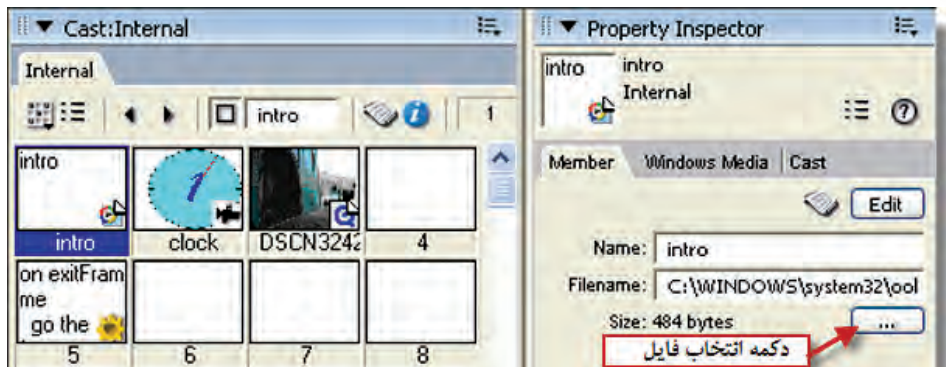 Cast:Internal
Internal
intro
1
intro
intro
clock
DSCN3242
4
on exitFram
me
go the
5
6
7
8
Property Inspector
intro
intro
Internal
Member
Windows Media
Cast
Edit
Name: intro
Filename: C:\WINDOWS\system32\ool
Size: 484 bytes
...
دکمه انتخاب فایل